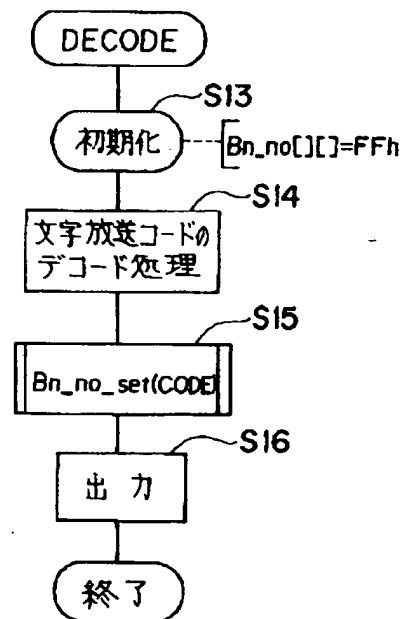 DECODE
S13
初期化
Bn_no[][]=FFh
S14
文字放送コードの
デコード処理
S15
Bn_no_set(CODE)
S16
出力
終了